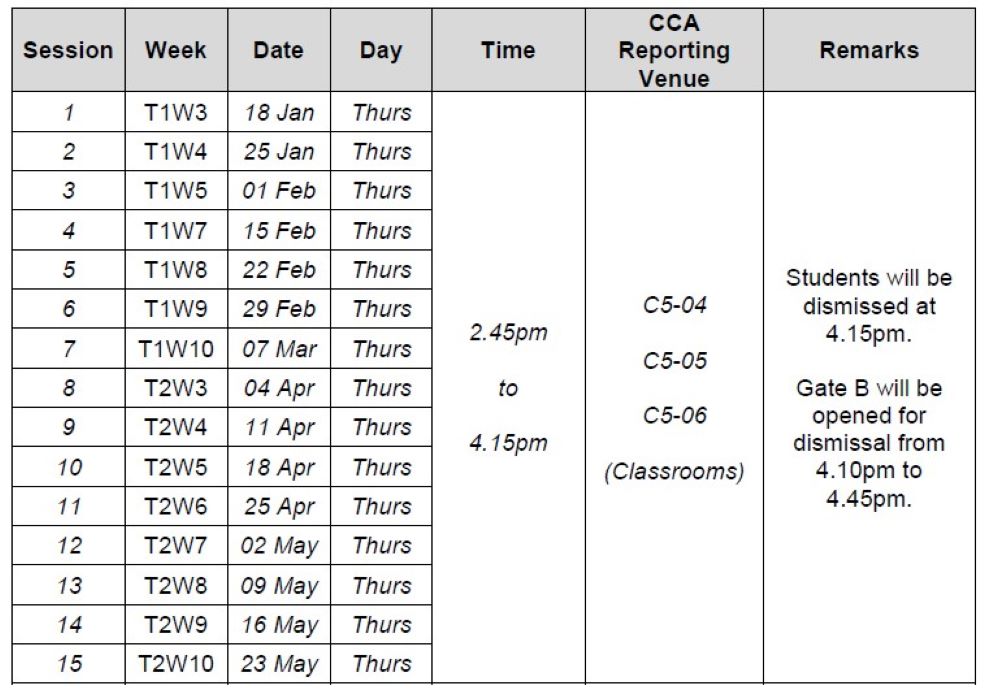 Session Week Date Day Time CCA Reporting Venue Remarks
1 T1W3 18 Jan Thurs
2 T1W4 25 Jan Thurs
3 T1W5 01 Feb Thurs
4 T1W7 15 Feb Thurs
5 T1W8 22 Feb Thurs
6 T1W9 29 Feb Thurs
7 T1W10 07 Mar Thurs
8 T2W3 04 Apr Thurs
9 T2W4 11 Apr Thurs
10 T2W5 18 Apr Thurs
11 T2W6 25 Apr Thurs
12 T2W7 02 May Thurs
13 T2W8 09 May Thurs
14 T2W9 16 May Thurs
15 T2W10 23 May Thurs
2.45pm
to
4.15pm
C5-04
C5-05
C5-06
(Classrooms)
Students will be
dismissed at
4.15pm.
Gate B will be
opened for
dismissal from
4.10pm to
4.45pm.